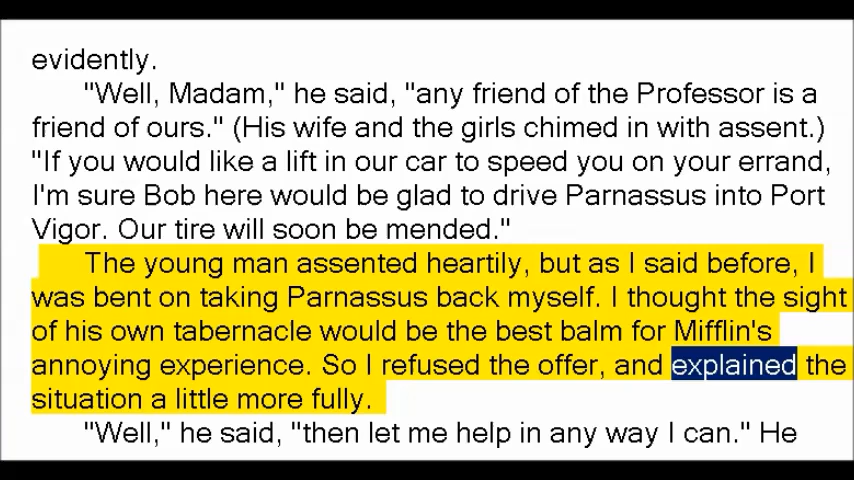 evidently.
"Well, Madam," he said, "any friend of the Professor is a
friend of ours." (His wife and the girls chimed in with assent.)
"If you would like a lift in our car to speed you on your errand,
I'm sure Bob here would be glad to drive Parnassus into Port
Vigor. Our tire will soon be mended."
The young man assented heartily, but as I said before, I
was bent on taking Parnassus back myself. I thought the sight
of his own tabernacle would be the best balm for Mifflin's
annoying experience. So I refused the offer, and explained the
situation a little more fully.
"Well," he said, "then let me help in any way I can." He